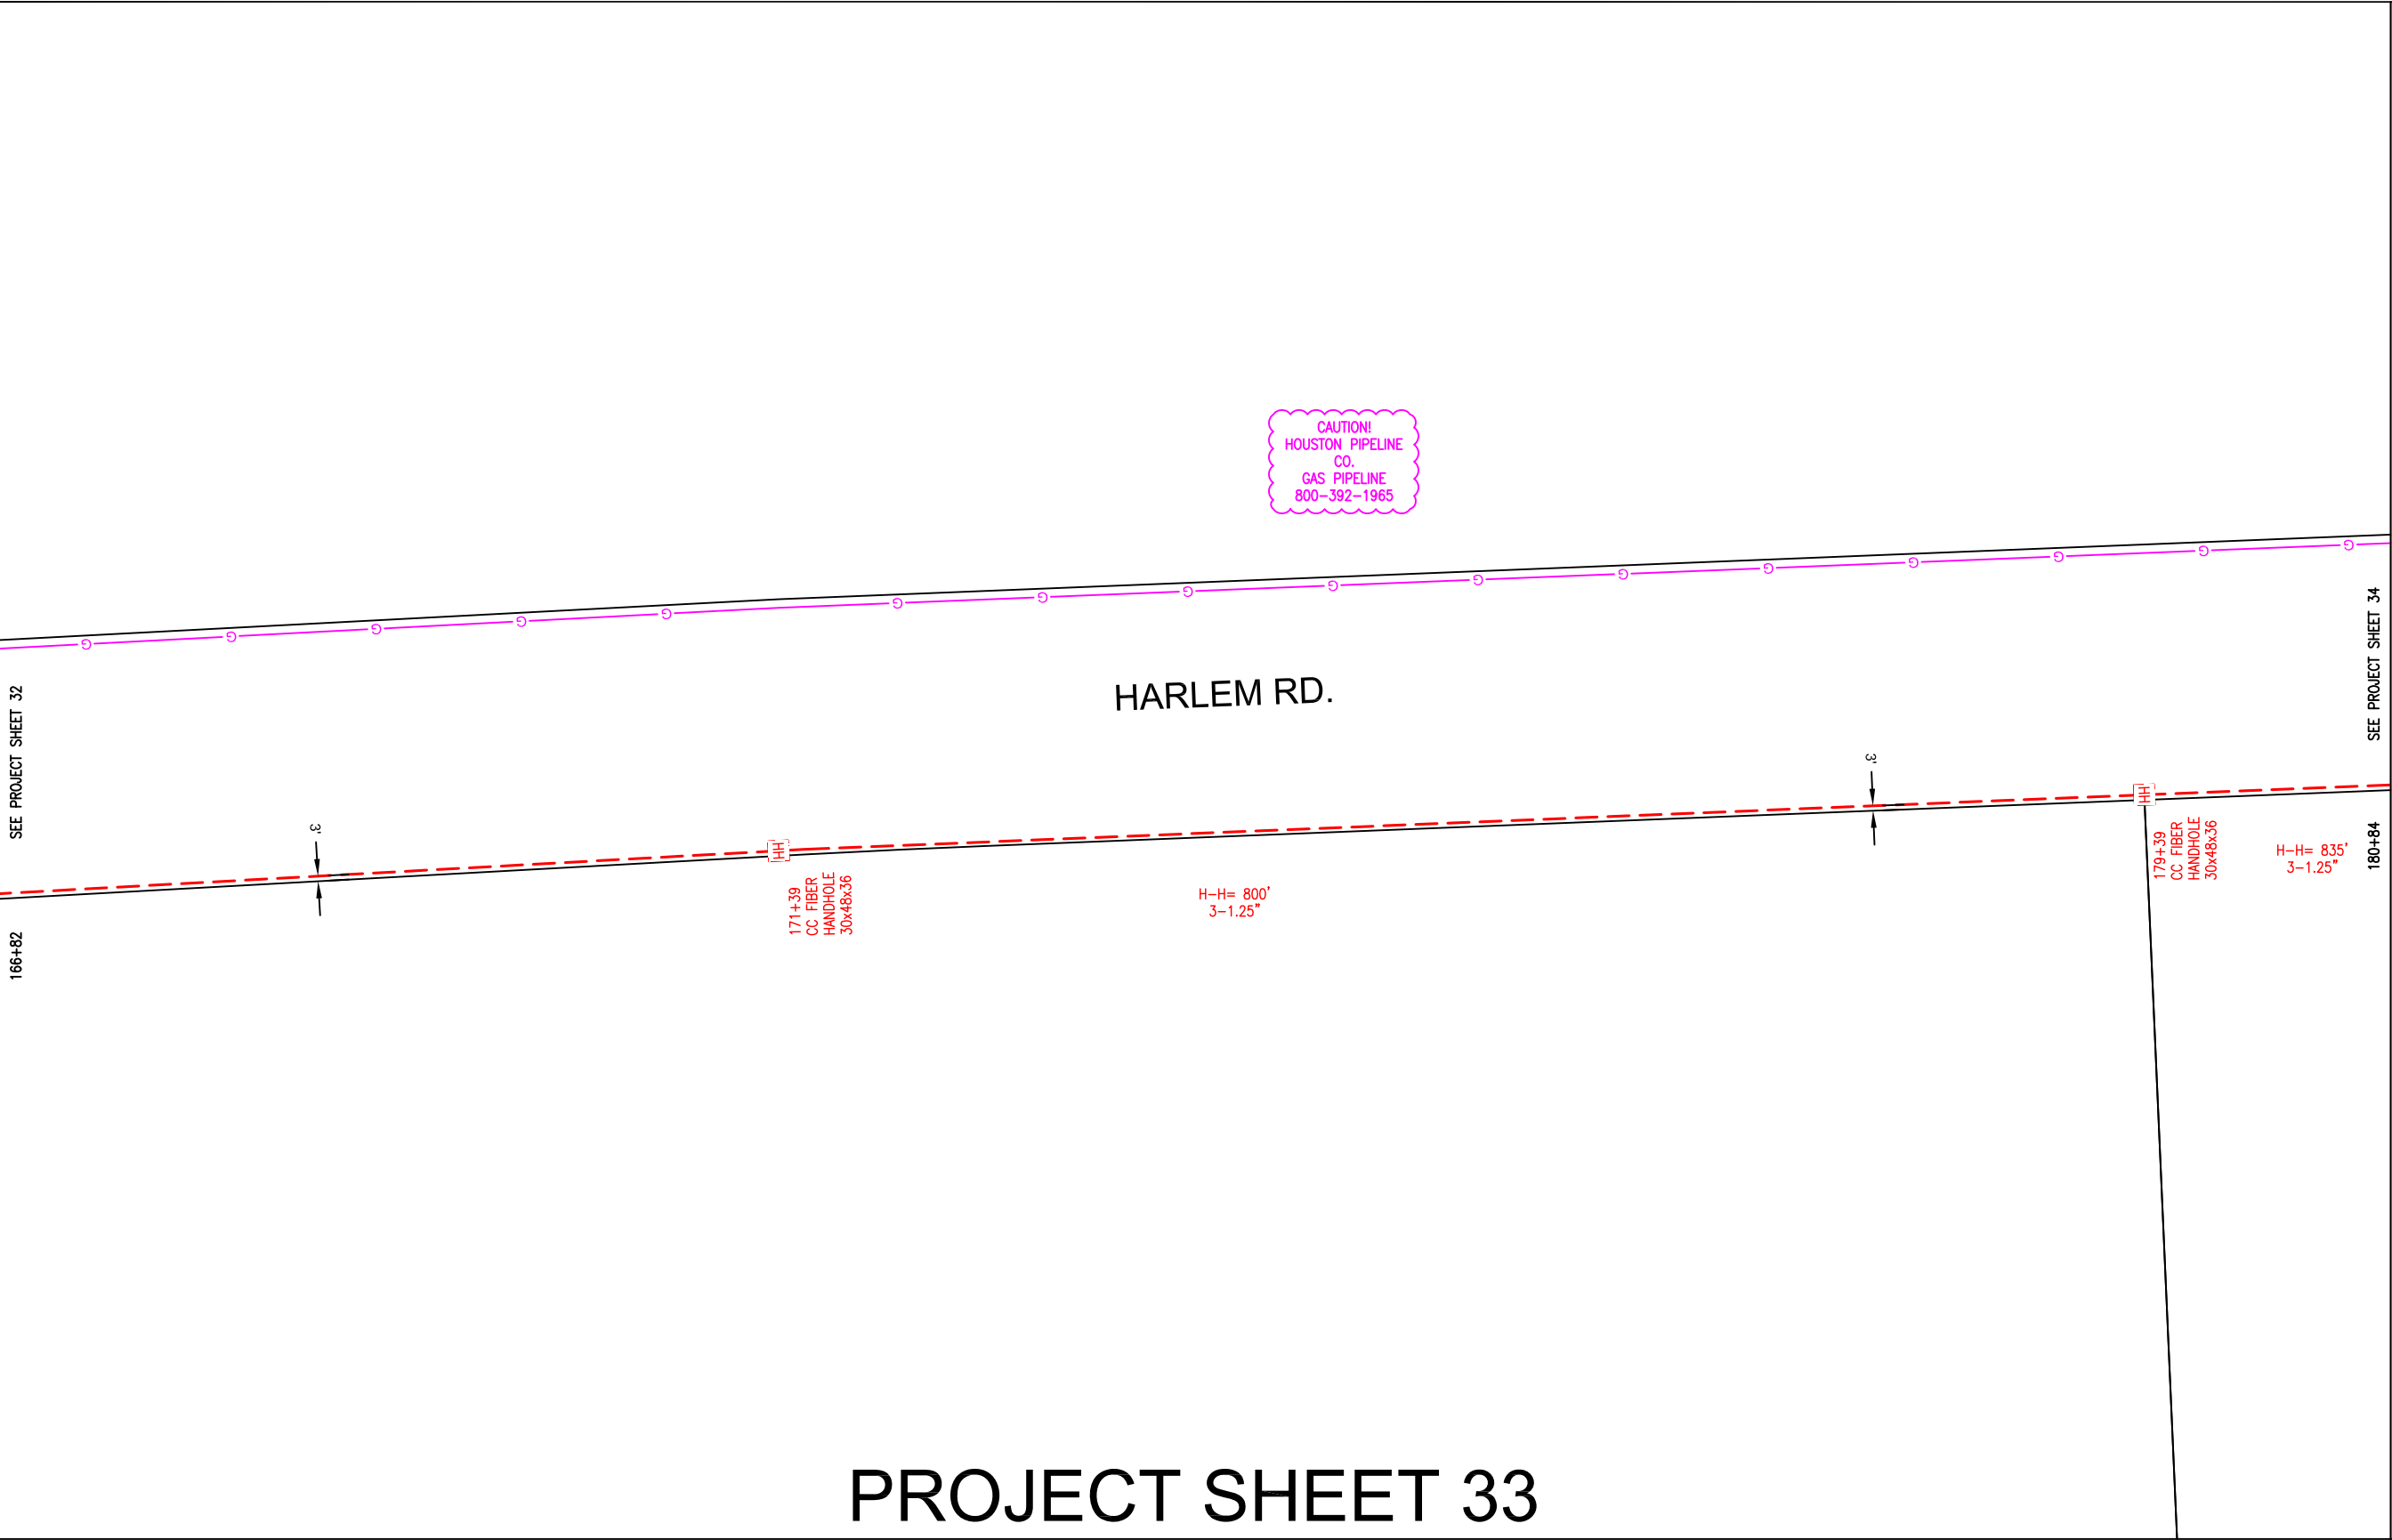 CAUTION!
HOUSTON PIPELINE
CO.
GAS PIPELINE
800-392-1965
G G G G G G G G G G G G G G G G
SEE PROJECT SHEET 32
166+82
HARLEM RD.
SEE PROJECT SHEET 34
180+84
3'
3'
HH
171+39
CC FIBER
HANDHOLE
30x48x36
H-H= 800'
3-1.25"
HH
179+39
CC FIBER
HANDHOLE
30x48x36
H-H= 835'
3-1.25"
PROJECT SHEET 33